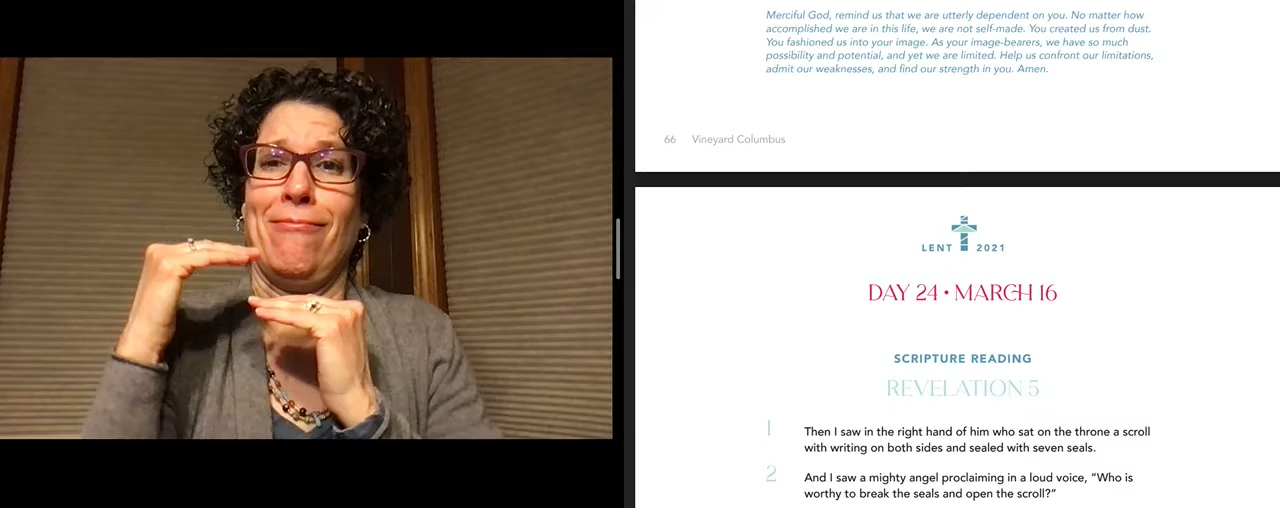 Merciful God, remind us that we are utterly dependent on you. No matter how
accomplished we are in this life, we are not self-made. You created us from dust.
You fashioned us into your image. As your image-bearers, we have so much
possibility and potential, and yet we are limited. Help us confront our limitations,
admit our weaknesses, and find our strength in you. Amen.
66 Vineyard Columbus
LENT 2021
DAY 24 • MARCH 16
SCRIPTURE READING
REVELATION 5
1 Then I saw in the right hand of him who sat on the throne a scroll
with writing on both sides and sealed with seven seals.
2 And I saw a mighty angel proclaiming in a loud voice, “Who is
worthy to break the seals and open the scroll?”